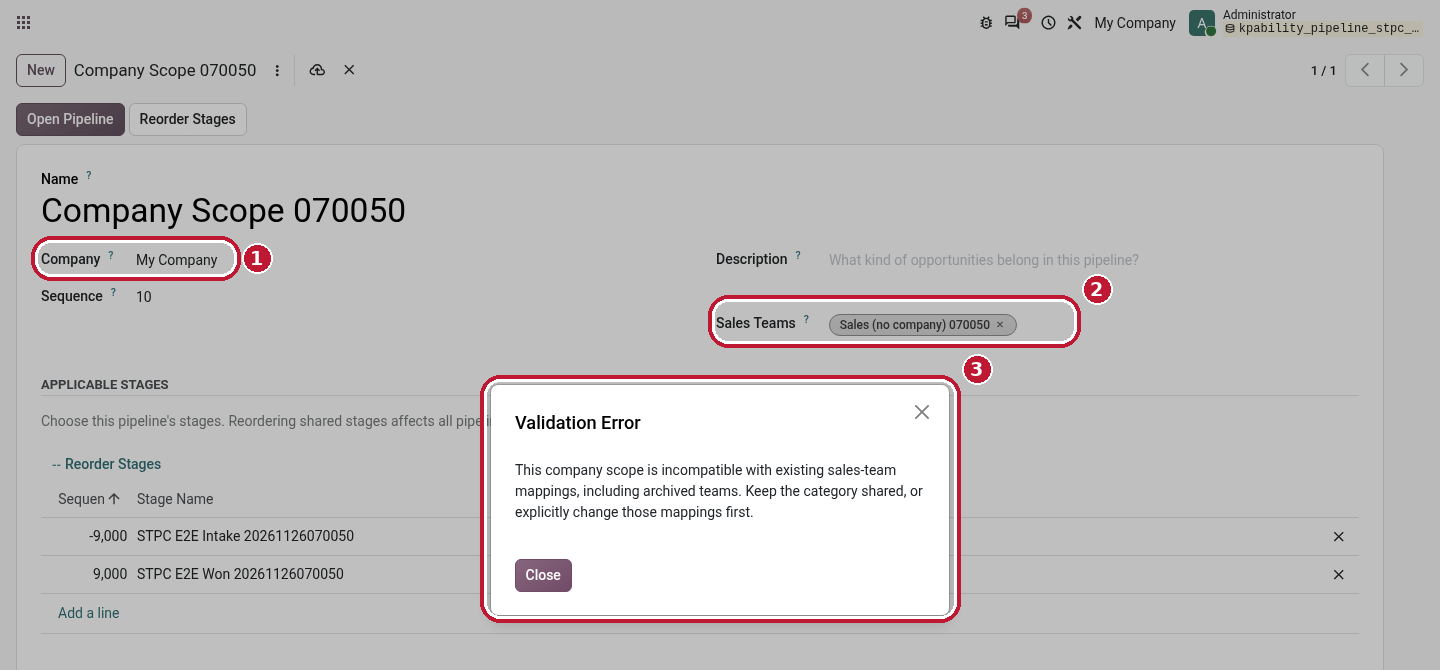 3
My Company
A
Administrator
kpability_pipeline_stpc_…
New
Company Scope 070050
1 / 1
Open Pipeline
Reorder Stages
Name ?
Company Scope 070050
Company ? My Company
1
Description ? What kind of opportunities belong in this pipeline?
Sequence ? 10
2
Sales Teams ? Sales (no company) 070050 ×
3
APPLICABLE STAGES
Choose this pipeline's stages. Reordering shared stages affects all pipe
-- Reorder Stages
Sequen Stage Name
-9,000 STPC E2E Intake 20261126070050
9,000 STPC E2E Won 20261126070050
Add a line
Validation Error
This company scope is incompatible with existing sales-team
mappings, including archived teams. Keep the category shared, or
explicitly change those mappings first.
Close